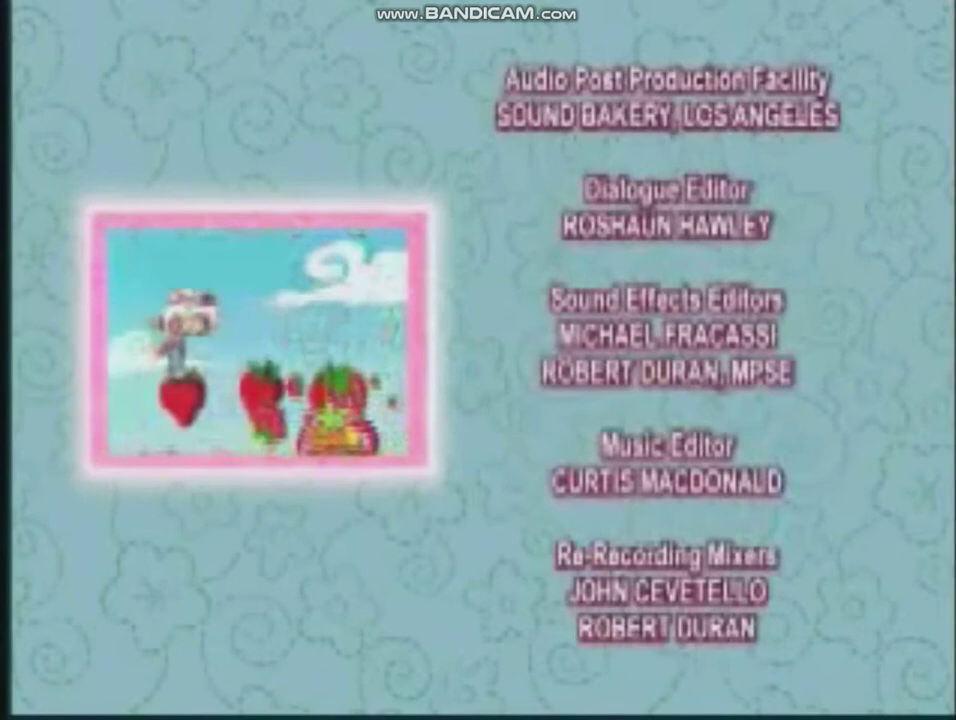 www.BANDICAM.com
Audio Post Production Facility
SOUND BAKERY, LOS ANGELES
Dialogue Editor
ROSHAUN HAWLEY
Sound Effects Editors
MICHAEL FRACASSI
ROBERT DURAN, MPSE
Music Editor
CURTIS MACDONALD
Re-Recording Mixers
JOHN CEVETELLO
ROBERT DURAN